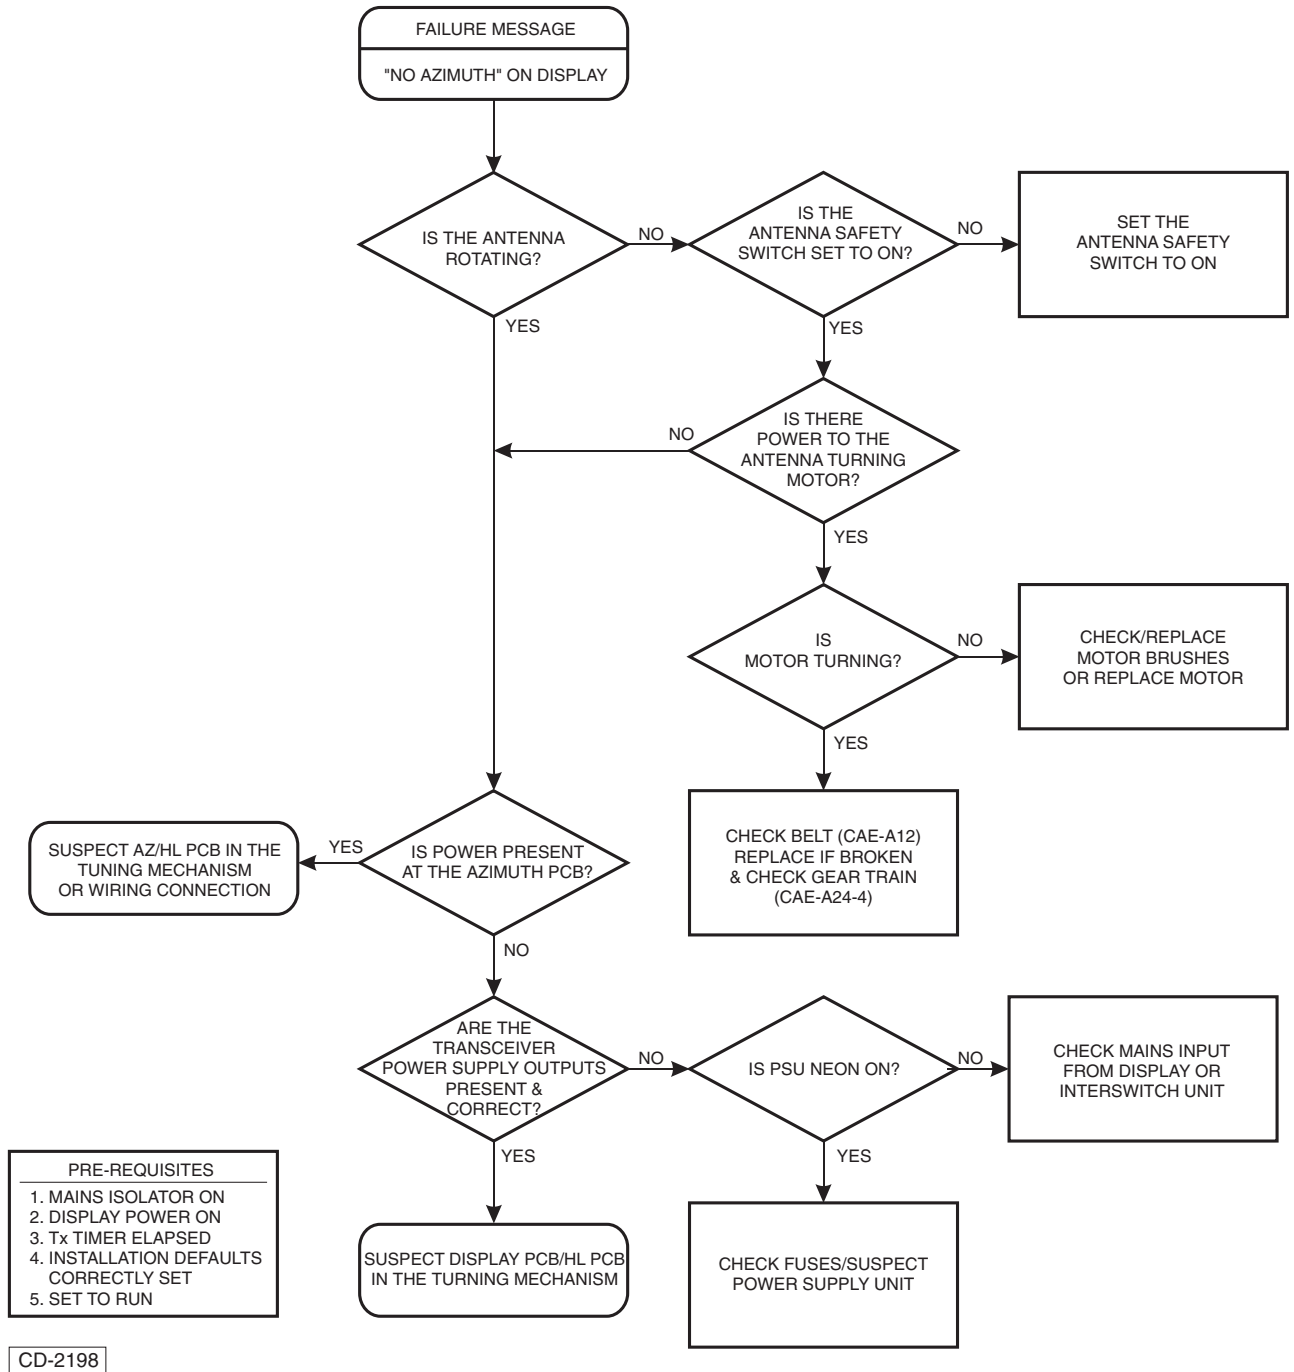 FAILURE MESSAGE
"NO AZIMUTH" ON DISPLAY
IS THE ANTENNA
ROTATING?
NO
IS THE
ANTENNA SAFETY
SWITCH SET TO ON?
NO
SET THE
ANTENNA SAFETY
SWITCH TO ON
YES
YES
IS THERE
POWER TO THE
ANTENNA TURNING
MOTOR?
NO
YES
IS
MOTOR TURNING?
NO
CHECK/REPLACE
MOTOR BRUSHES
OR REPLACE MOTOR
YES
CHECK BELT (CAE-A12)
REPLACE IF BROKEN
& CHECK GEAR TRAIN
(CAE-A24-4)
IS POWER PRESENT
AT THE AZIMUTH PCB?
YES
SUSPECT AZ/HL PCB IN THE
TUNING MECHANISM
OR WIRING CONNECTION
NO
ARE THE
TRANSCEIVER
POWER SUPPLY OUTPUTS
PRESENT &
CORRECT?
NO
IS PSU NEON ON?
NO
CHECK MAINS INPUT
FROM DISPLAY OR
INTERSWITCH UNIT
YES
YES
SUSPECT DISPLAY PCB/HL PCB
IN THE TURNING MECHANISM
CHECK FUSES/SUSPECT
POWER SUPPLY UNIT
PRE-REQUISITES
1. MAINS ISOLATOR ON
2. DISPLAY POWER ON
3. Tx TIMER ELAPSED
4. INSTALLATION DEFAULTS
CORRECTLY SET
5. SET TO RUN
CD-2198